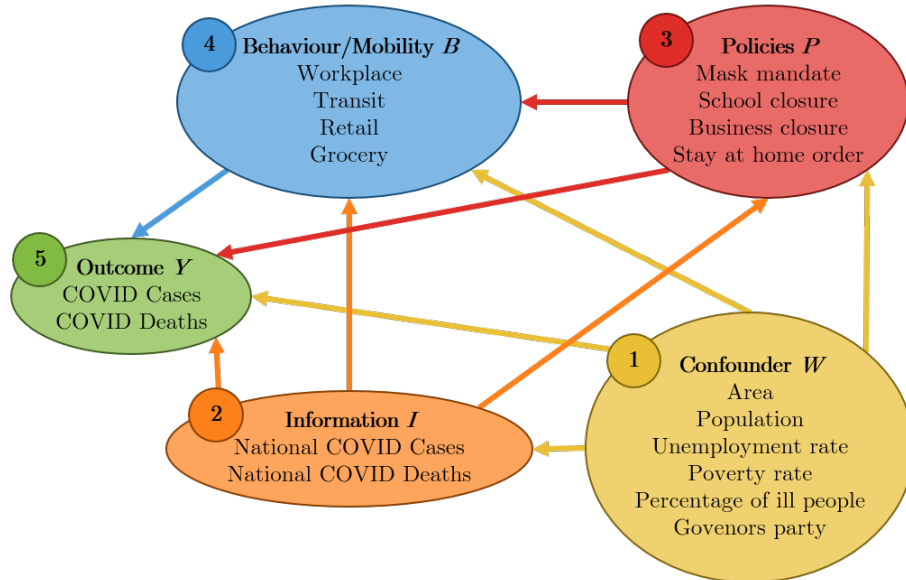 4
Behaviour/Mobility B
Workplace
Transit
Retail
Grocery
3
Policies P
Mask mandate
School closure
Business closure
Stay at home order
5
Outcome Y
COVID Cases
COVID Deaths
2
Information I
National COVID Cases
National COVID Deaths
1
Confounder W
Area
Population
Unemployment rate
Poverty rate
Percentage of ill people
Govenors party